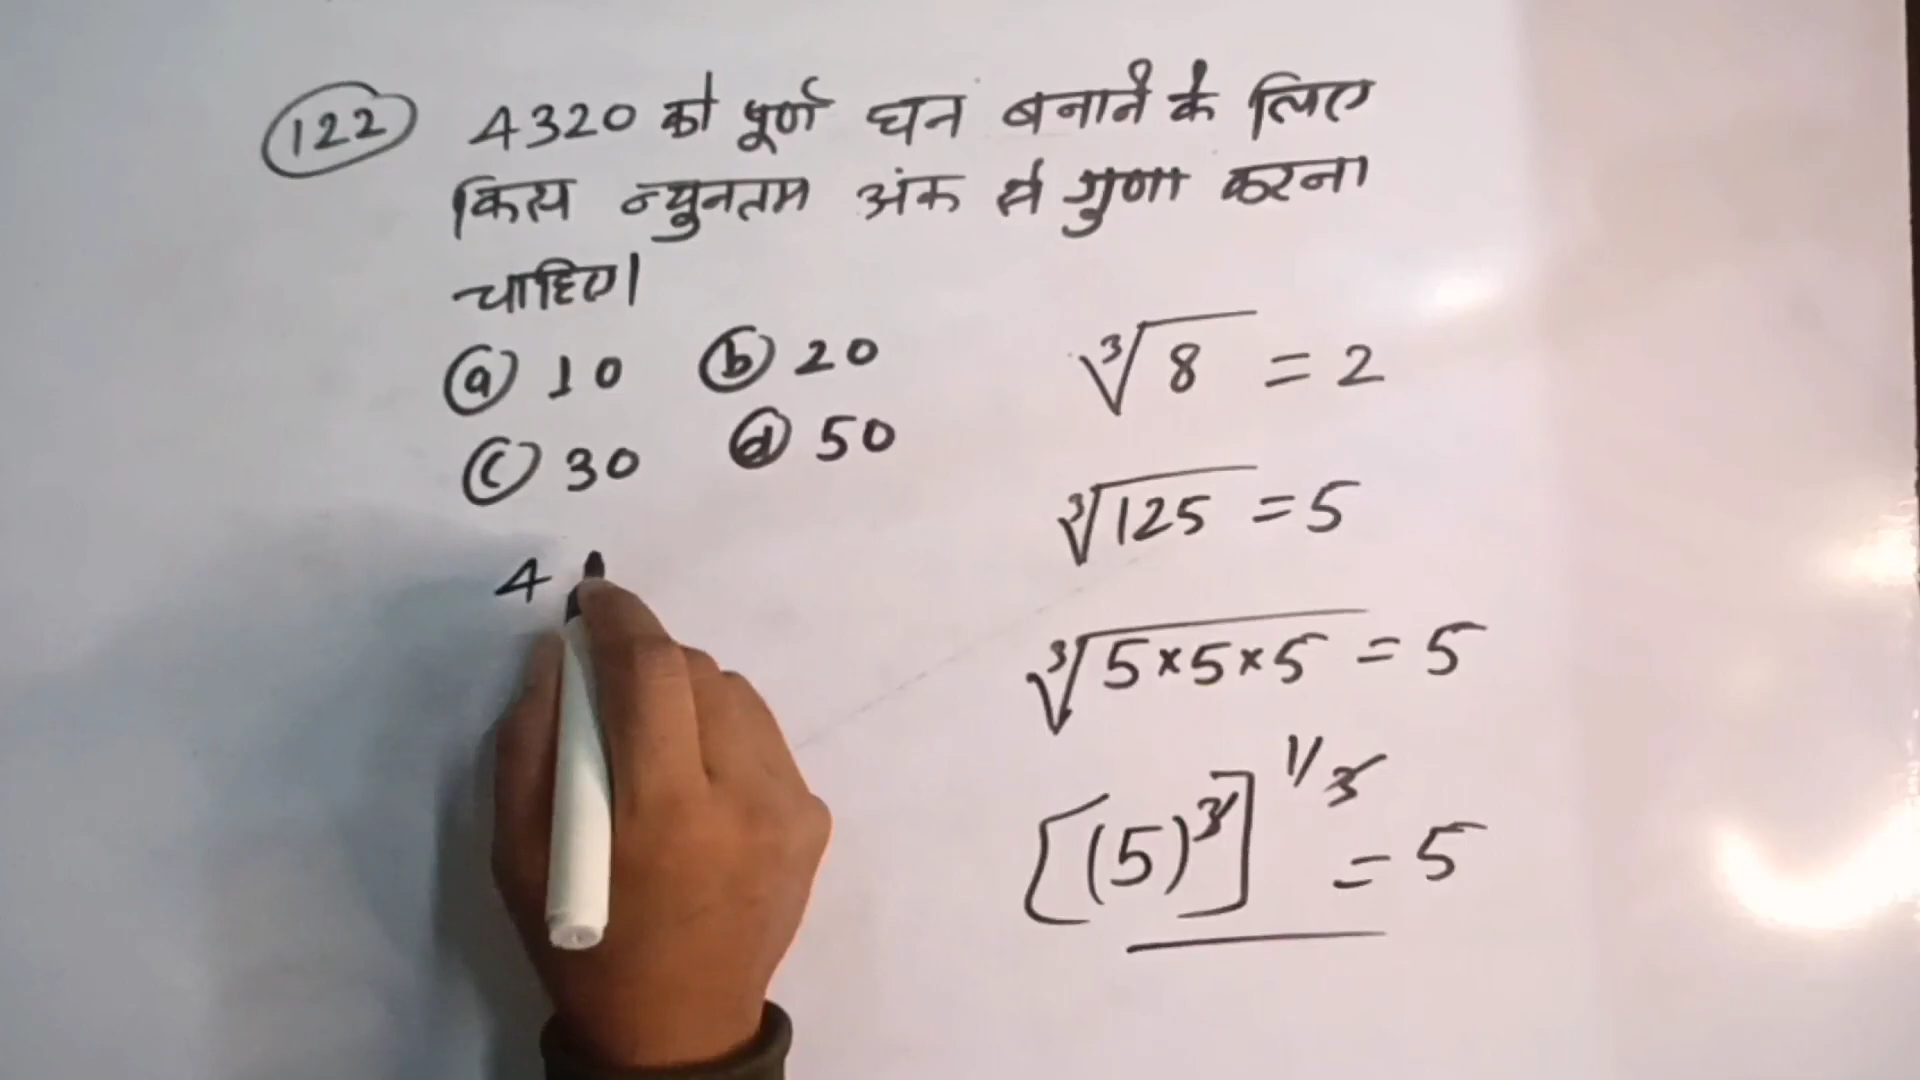 122 4320 को पूर्ण घन बनाने के लिए
किस न्युनतम अंक से गुणा करना
चाहिए।
(a) 10 (b) 20
(c) 30 (d) 50
4
∛8 = 2
∛125 = 5
∛5×5×5 = 5
[(5)³]^1/3 = 5